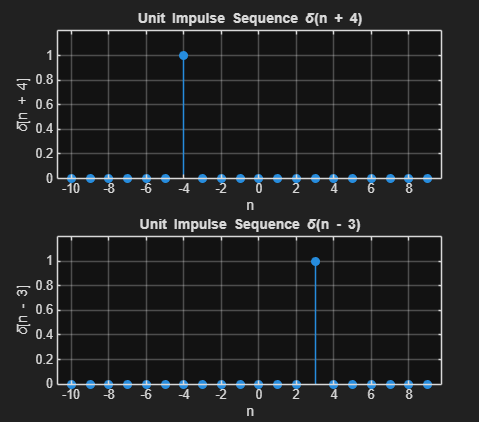 Unit Impulse Sequence δ(n + 4)
1
0.8
0.6
0.4
0.2
0
δ[n + 4]
-10 -8 -6 -4 -2 0 2 4 6 8
n
Unit Impulse Sequence δ(n - 3)
1
0.8
0.6
0.4
0.2
0
δ[n - 3]
-10 -8 -6 -4 -2 0 2 4 6 8
n